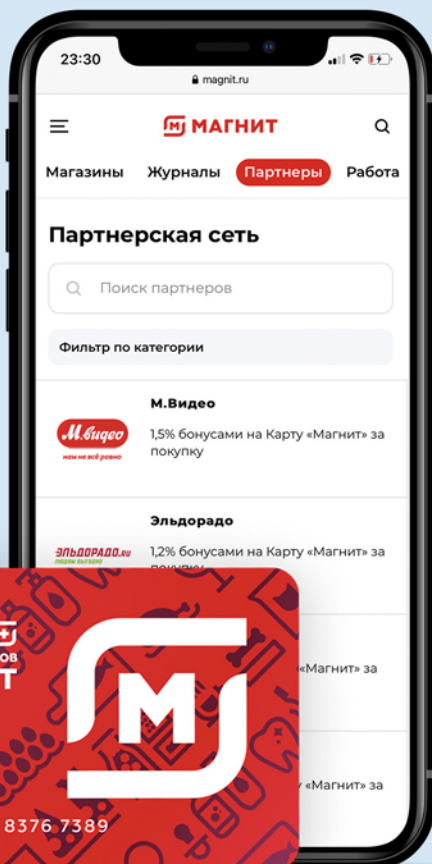 23:30
magnit.ru
МАГНИТ
Магазины Журналы Партнеры Работа
Партнерская сеть
Поиск партнеров
Фильтр по категории
М.Видео
М.видео
нам не всё равно
1,5% бонусами на Карту «Магнит» за
покупку
Эльдорадо
ЭЛЬДОРАДО.RU
1,2% бонусами на Карту «Магнит» за
покупку
«Магнит» за
«Магнит» за
М
8376 7389